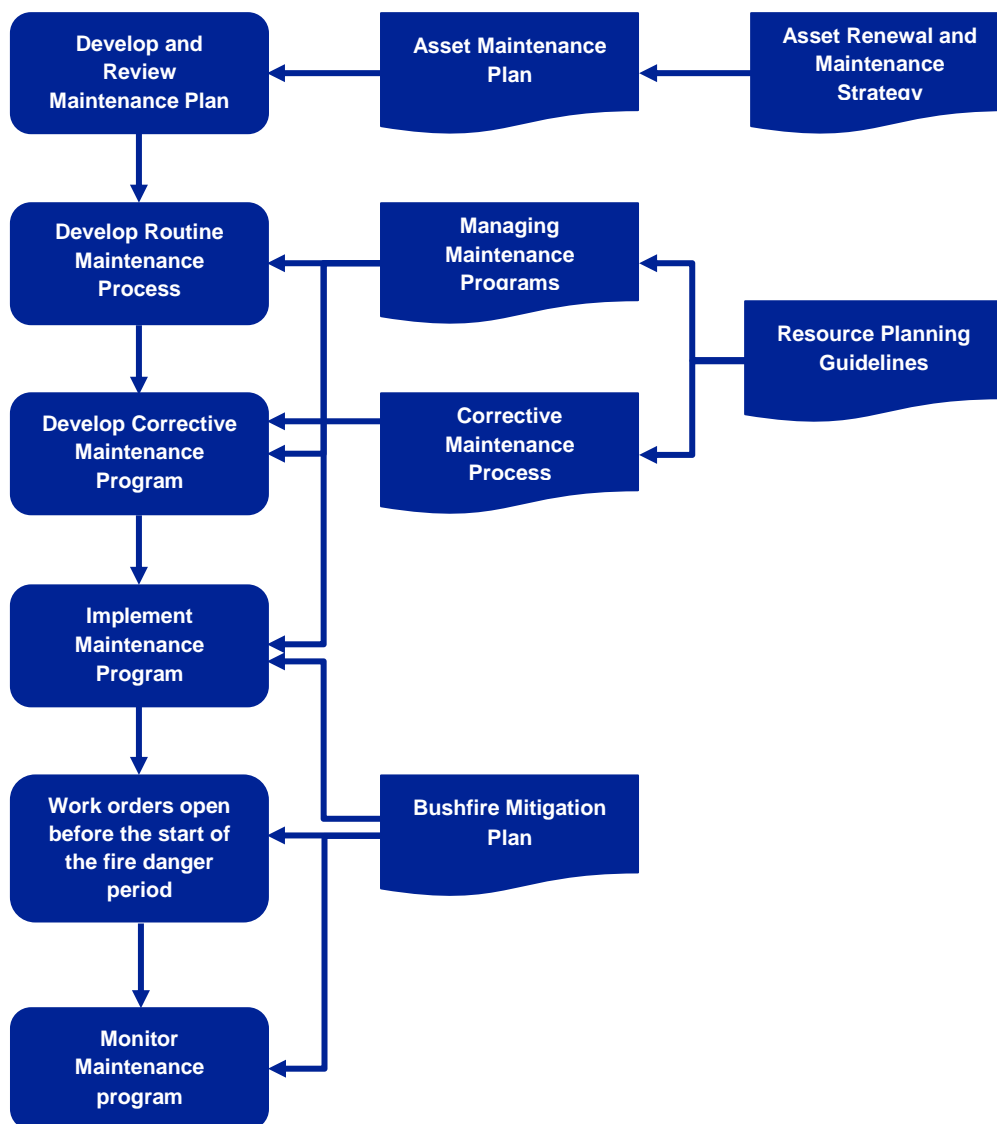 Develop and
Review
Maintenance Plan
Asset Maintenance
Plan
Asset Renewal and
Maintenance
Strategy
Develop Routine
Maintenance
Process
Managing
Maintenance
Programs
Resource Planning
Guidelines
Develop Corrective
Maintenance
Program
Corrective
Maintenance
Process
Implement
Maintenance
Program
Work orders open
before the start of
the fire danger
period
Bushfire Mitigation
Plan
Monitor
Maintenance
program